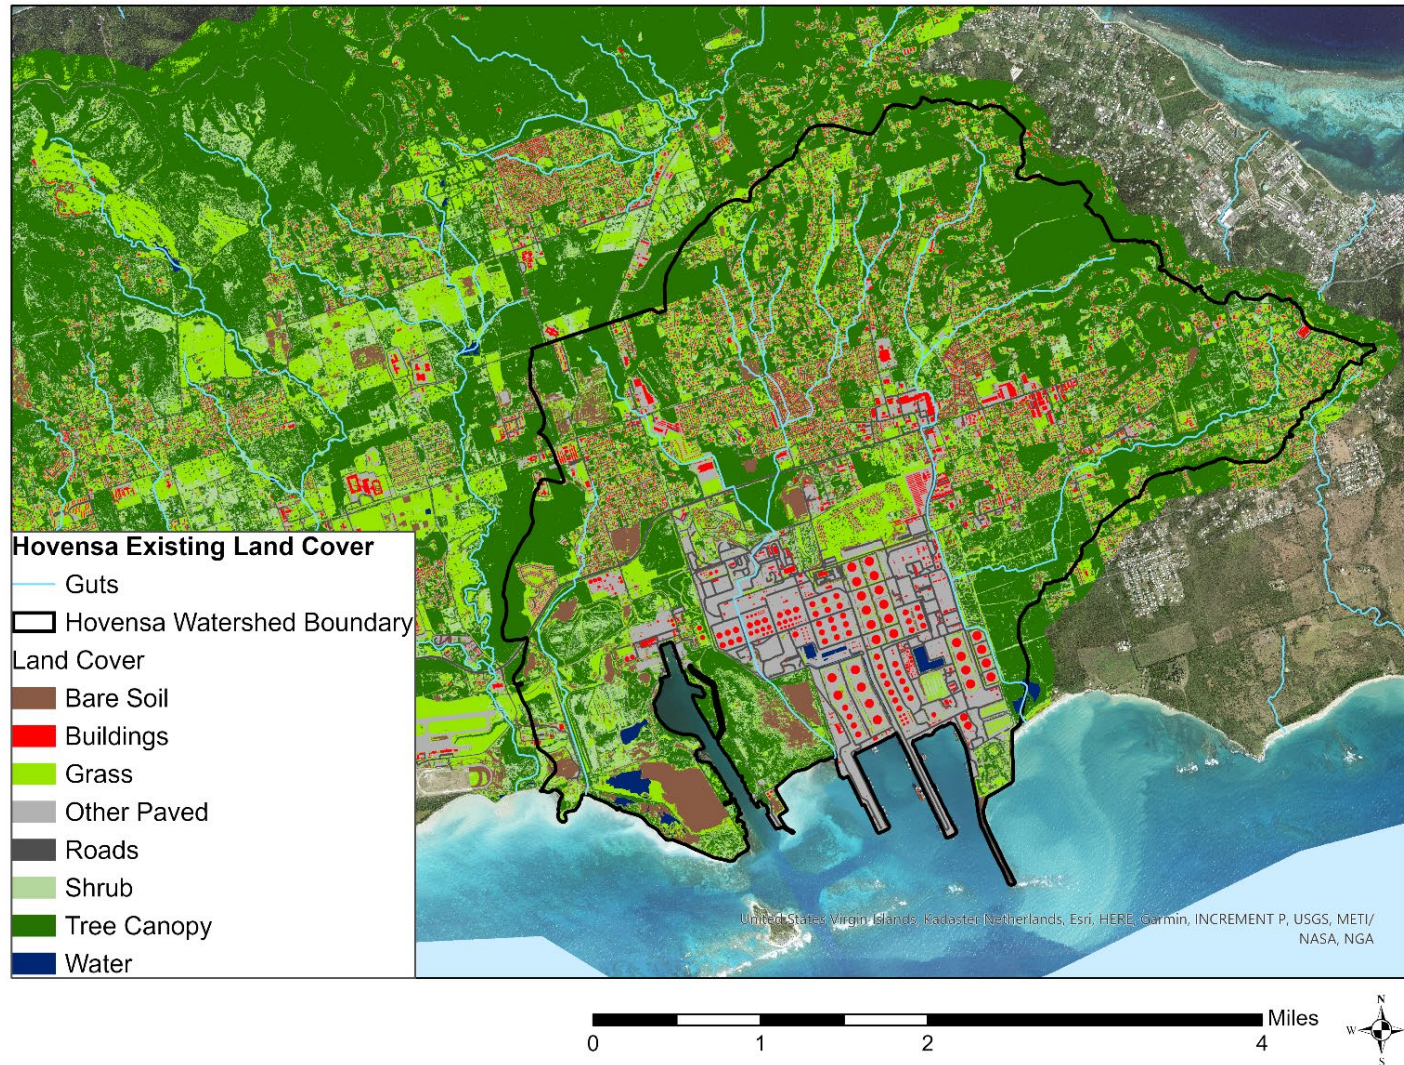 Hovensa Existing Land Cover
Guts
Hovensa Watershed Boundary
Land Cover
Bare Soil
Buildings
Grass
Other Paved
Roads
Shrub
Tree Canopy
Water
United States Virgin Islands, Kadaster Netherlands, Esri, HERE, Garmin, INCREMENT P, USGS, METI/
NASA, NGA
Miles
0 1 2 4
N
W
S